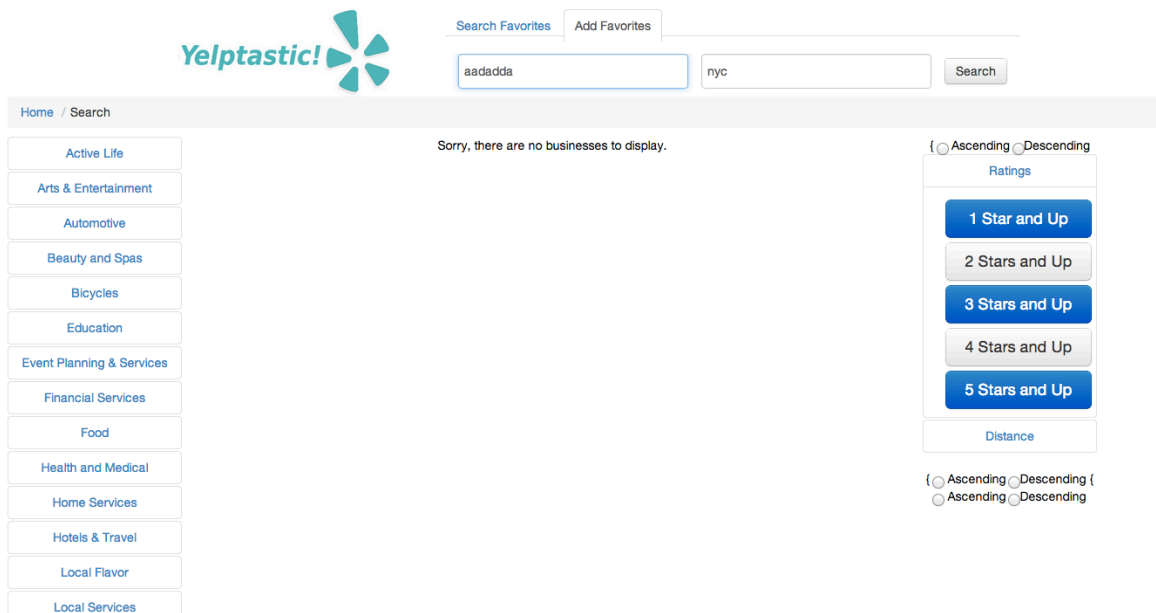 Yelptastic!
Search Favorites
Add Favorites
aadadda
nyc
Search
Home / Search
Active Life
Arts & Entertainment
Automotive
Beauty and Spas
Bicycles
Education
Event Planning & Services
Financial Services
Food
Health and Medical
Home Services
Hotels & Travel
Local Flavor
Local Services
Sorry, there are no businesses to display.
{ Ascending Descending
Ratings
1 Star and Up
2 Stars and Up
3 Stars and Up
4 Stars and Up
5 Stars and Up
Distance
{ Ascending Descending {
Ascending Descending